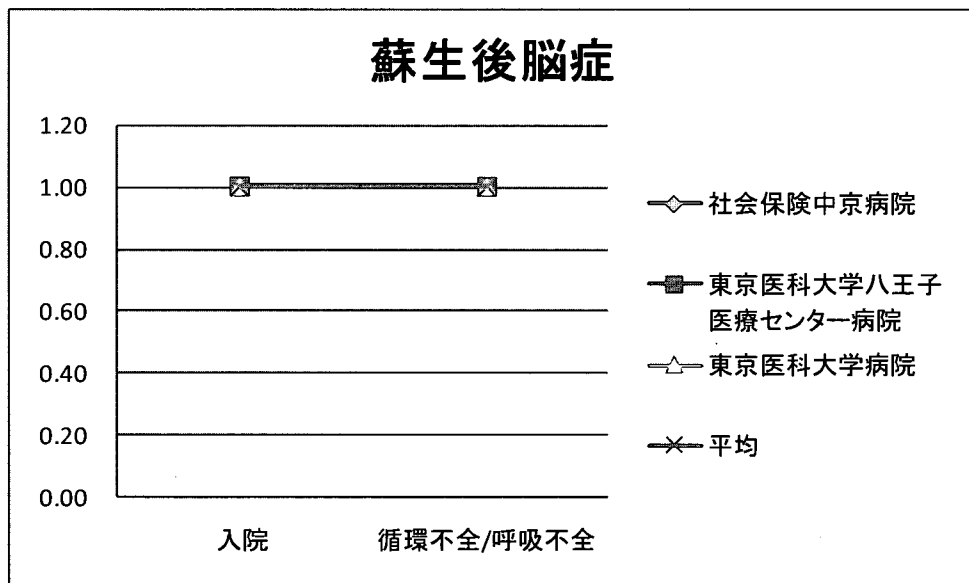 蘇生後脳症
1.20
1.00
0.80
0.60
0.40
0.20
0.00
入院
循環不全/呼吸不全
社会保険中京病院
東京医科大学八王子
医療センター病院
東京医科大学病院
平均